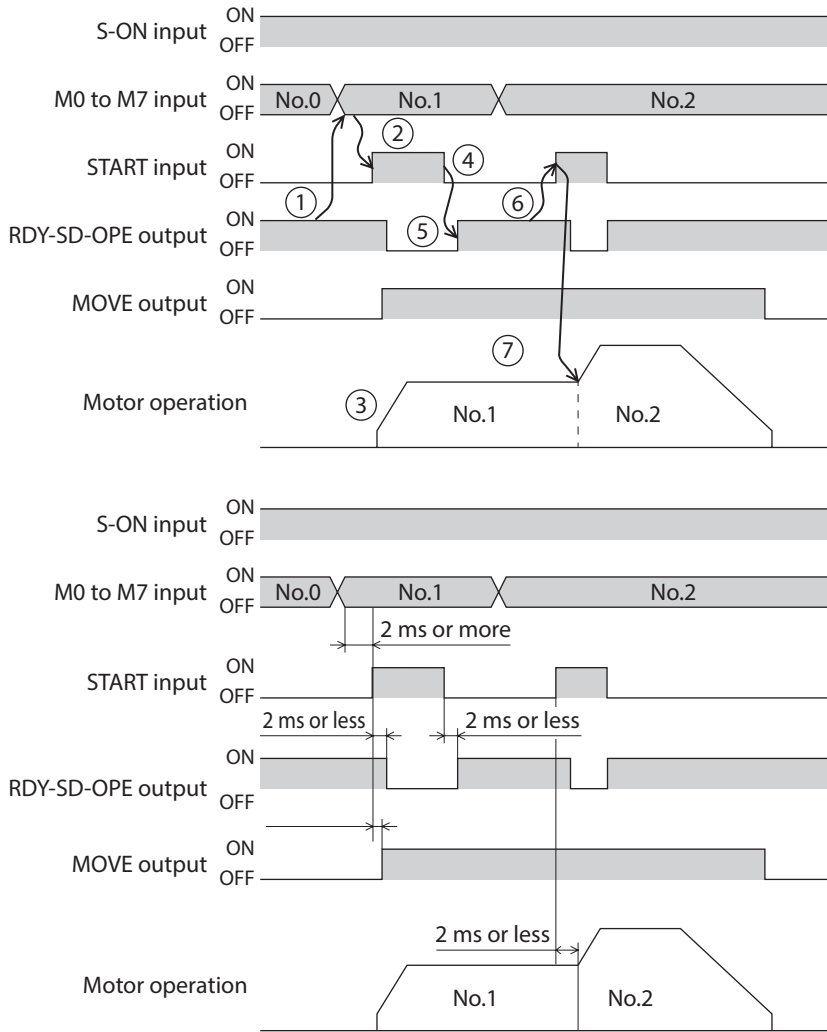 S-ON input ON
OFF
M0 to M7 input ON
OFF
No.0 No.1 No.2
START input ON
OFF
① ② ④ ⑤ ⑥
RDY-SD-OPE output ON
OFF
MOVE output ON
OFF
⑦
Motor operation ③ No.1 No.2
S-ON input ON
OFF
M0 to M7 input ON
OFF
No.0 No.1 No.2
2 ms or more
START input ON
OFF
2 ms or less 2 ms or less
RDY-SD-OPE output ON
OFF
MOVE output ON
OFF
2 ms or less
Motor operation No.1 No.2